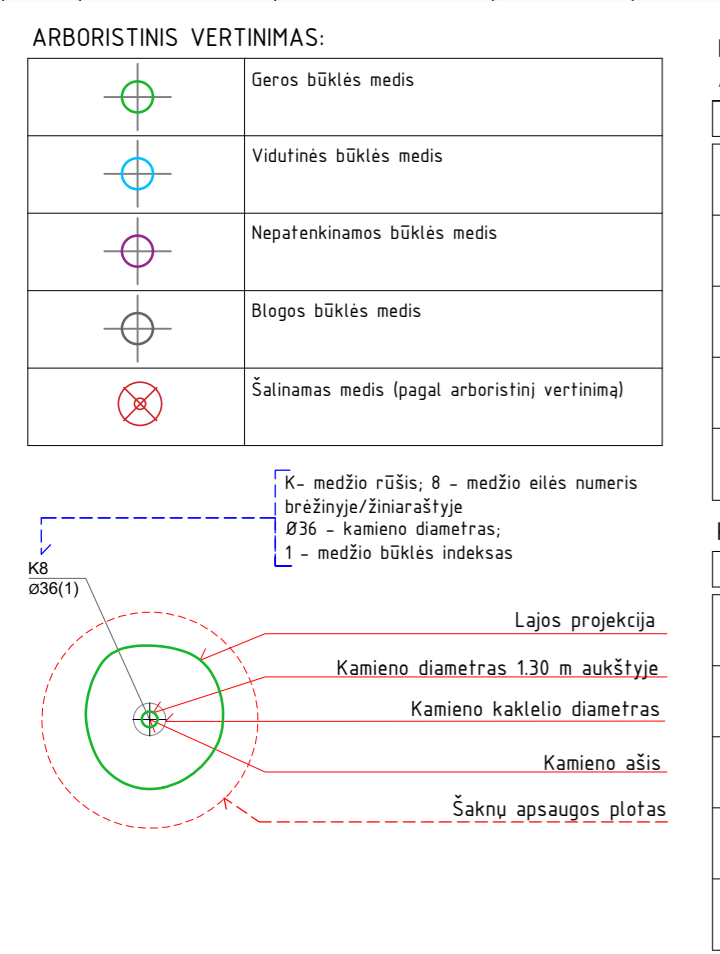 ARBORISTINIS VERTINIMAS:
Geros būklės medis
Vidutinės būklės medis
Nepatenkinamos būklės medis
Blogos būklės medis
Šalinamas medis (pagal arboristinį vertinimą)
K- medžio rūšis; 8 - medžio eilės numeris
brėžinyje/žiniaraštyje
Ø36 - kamieno diametras;
1 - medžio būklės indeksas
K8
Ø36(1)
Lajos projekcija
Kamieno diametras 1.30 m aukštyje
Kamieno kaklelio diametras
Kamieno ašis
Šaknų apsaugos plotas